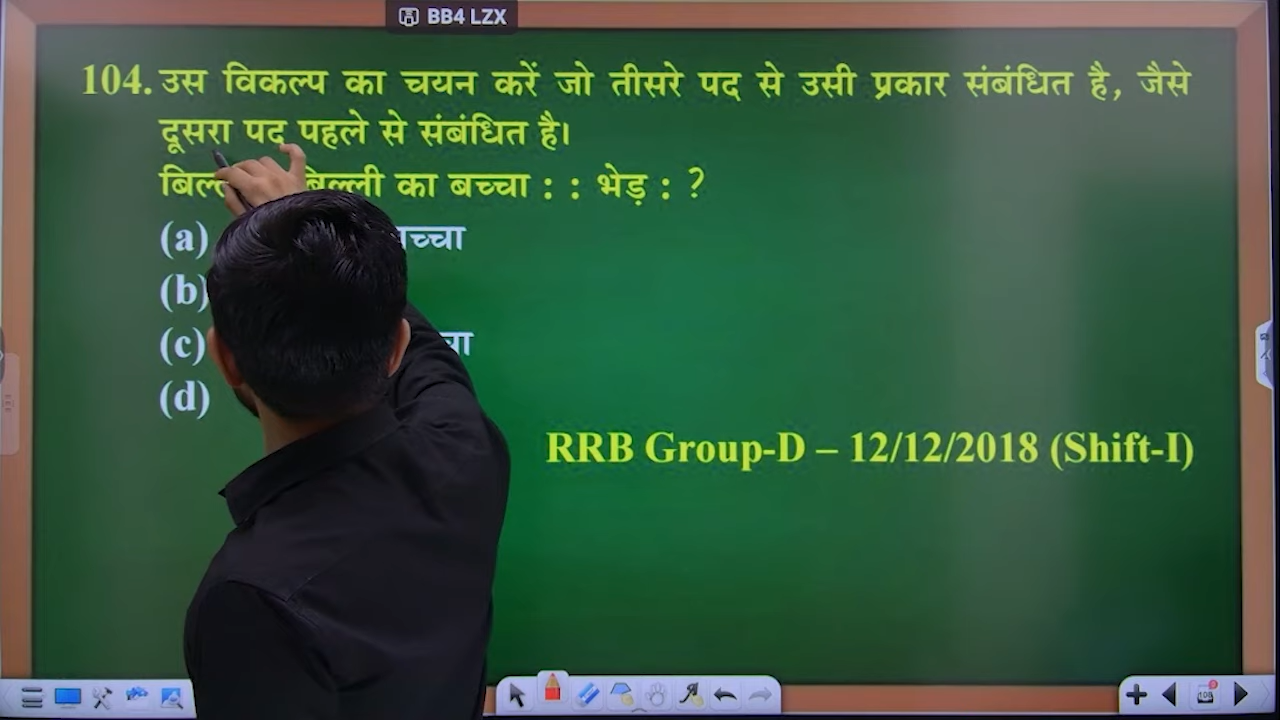 BB4 LZX
104. उस विकल्प का चयन करें जो तीसरे पद से उसी प्रकार संबंधित है, जैसे
दूसरा पद पहले से संबंधित है।
बिल्ली का बच्चा : : भेड़ : ?
(a)
(b)
(c)
(d)
RRB Group-D – 12/12/2018 (Shift-I)